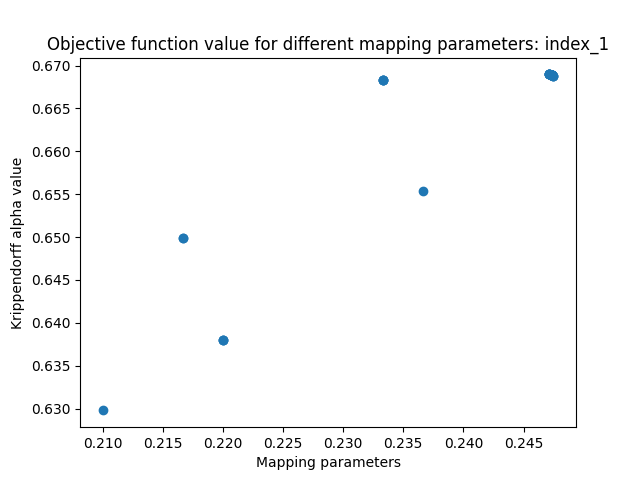 Objective function value for different mapping parameters: index_1
Krippendorff alpha value
0.670
0.665
0.660
0.655
0.650
0.645
0.640
0.635
0.630
0.210 0.215 0.220 0.225 0.230 0.235 0.240 0.245
Mapping parameters